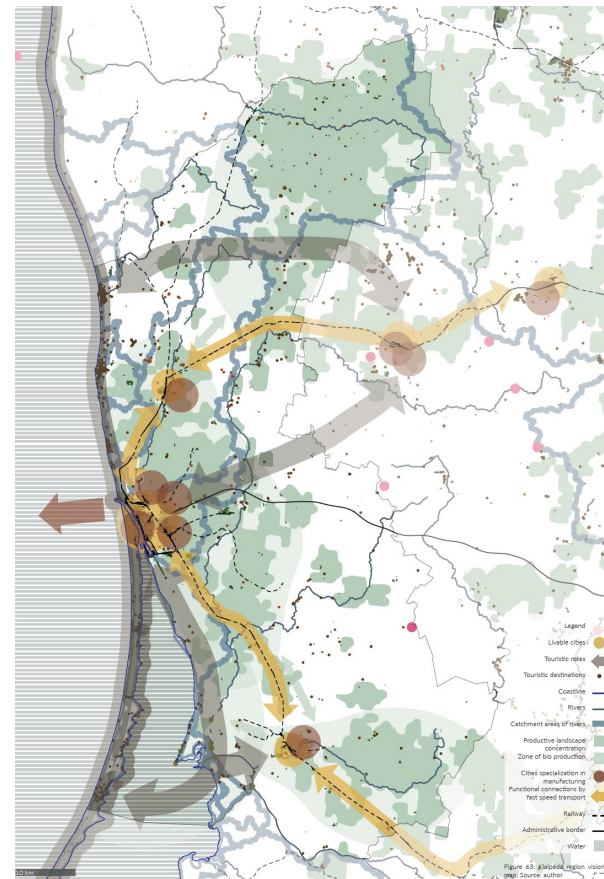 Legend
Livable cities
Touristic rotes
Touristic destinations
Coastline
Rivers
Catchment areas of rivers
Productive landscape
concentration
Zone of bio production
Cities specialization in
manufacturing
Functional connections by
fast speed transport
Railway
Administrative border
Water
10 km
Figure 63: Klaipeda region vision
map. Source: author